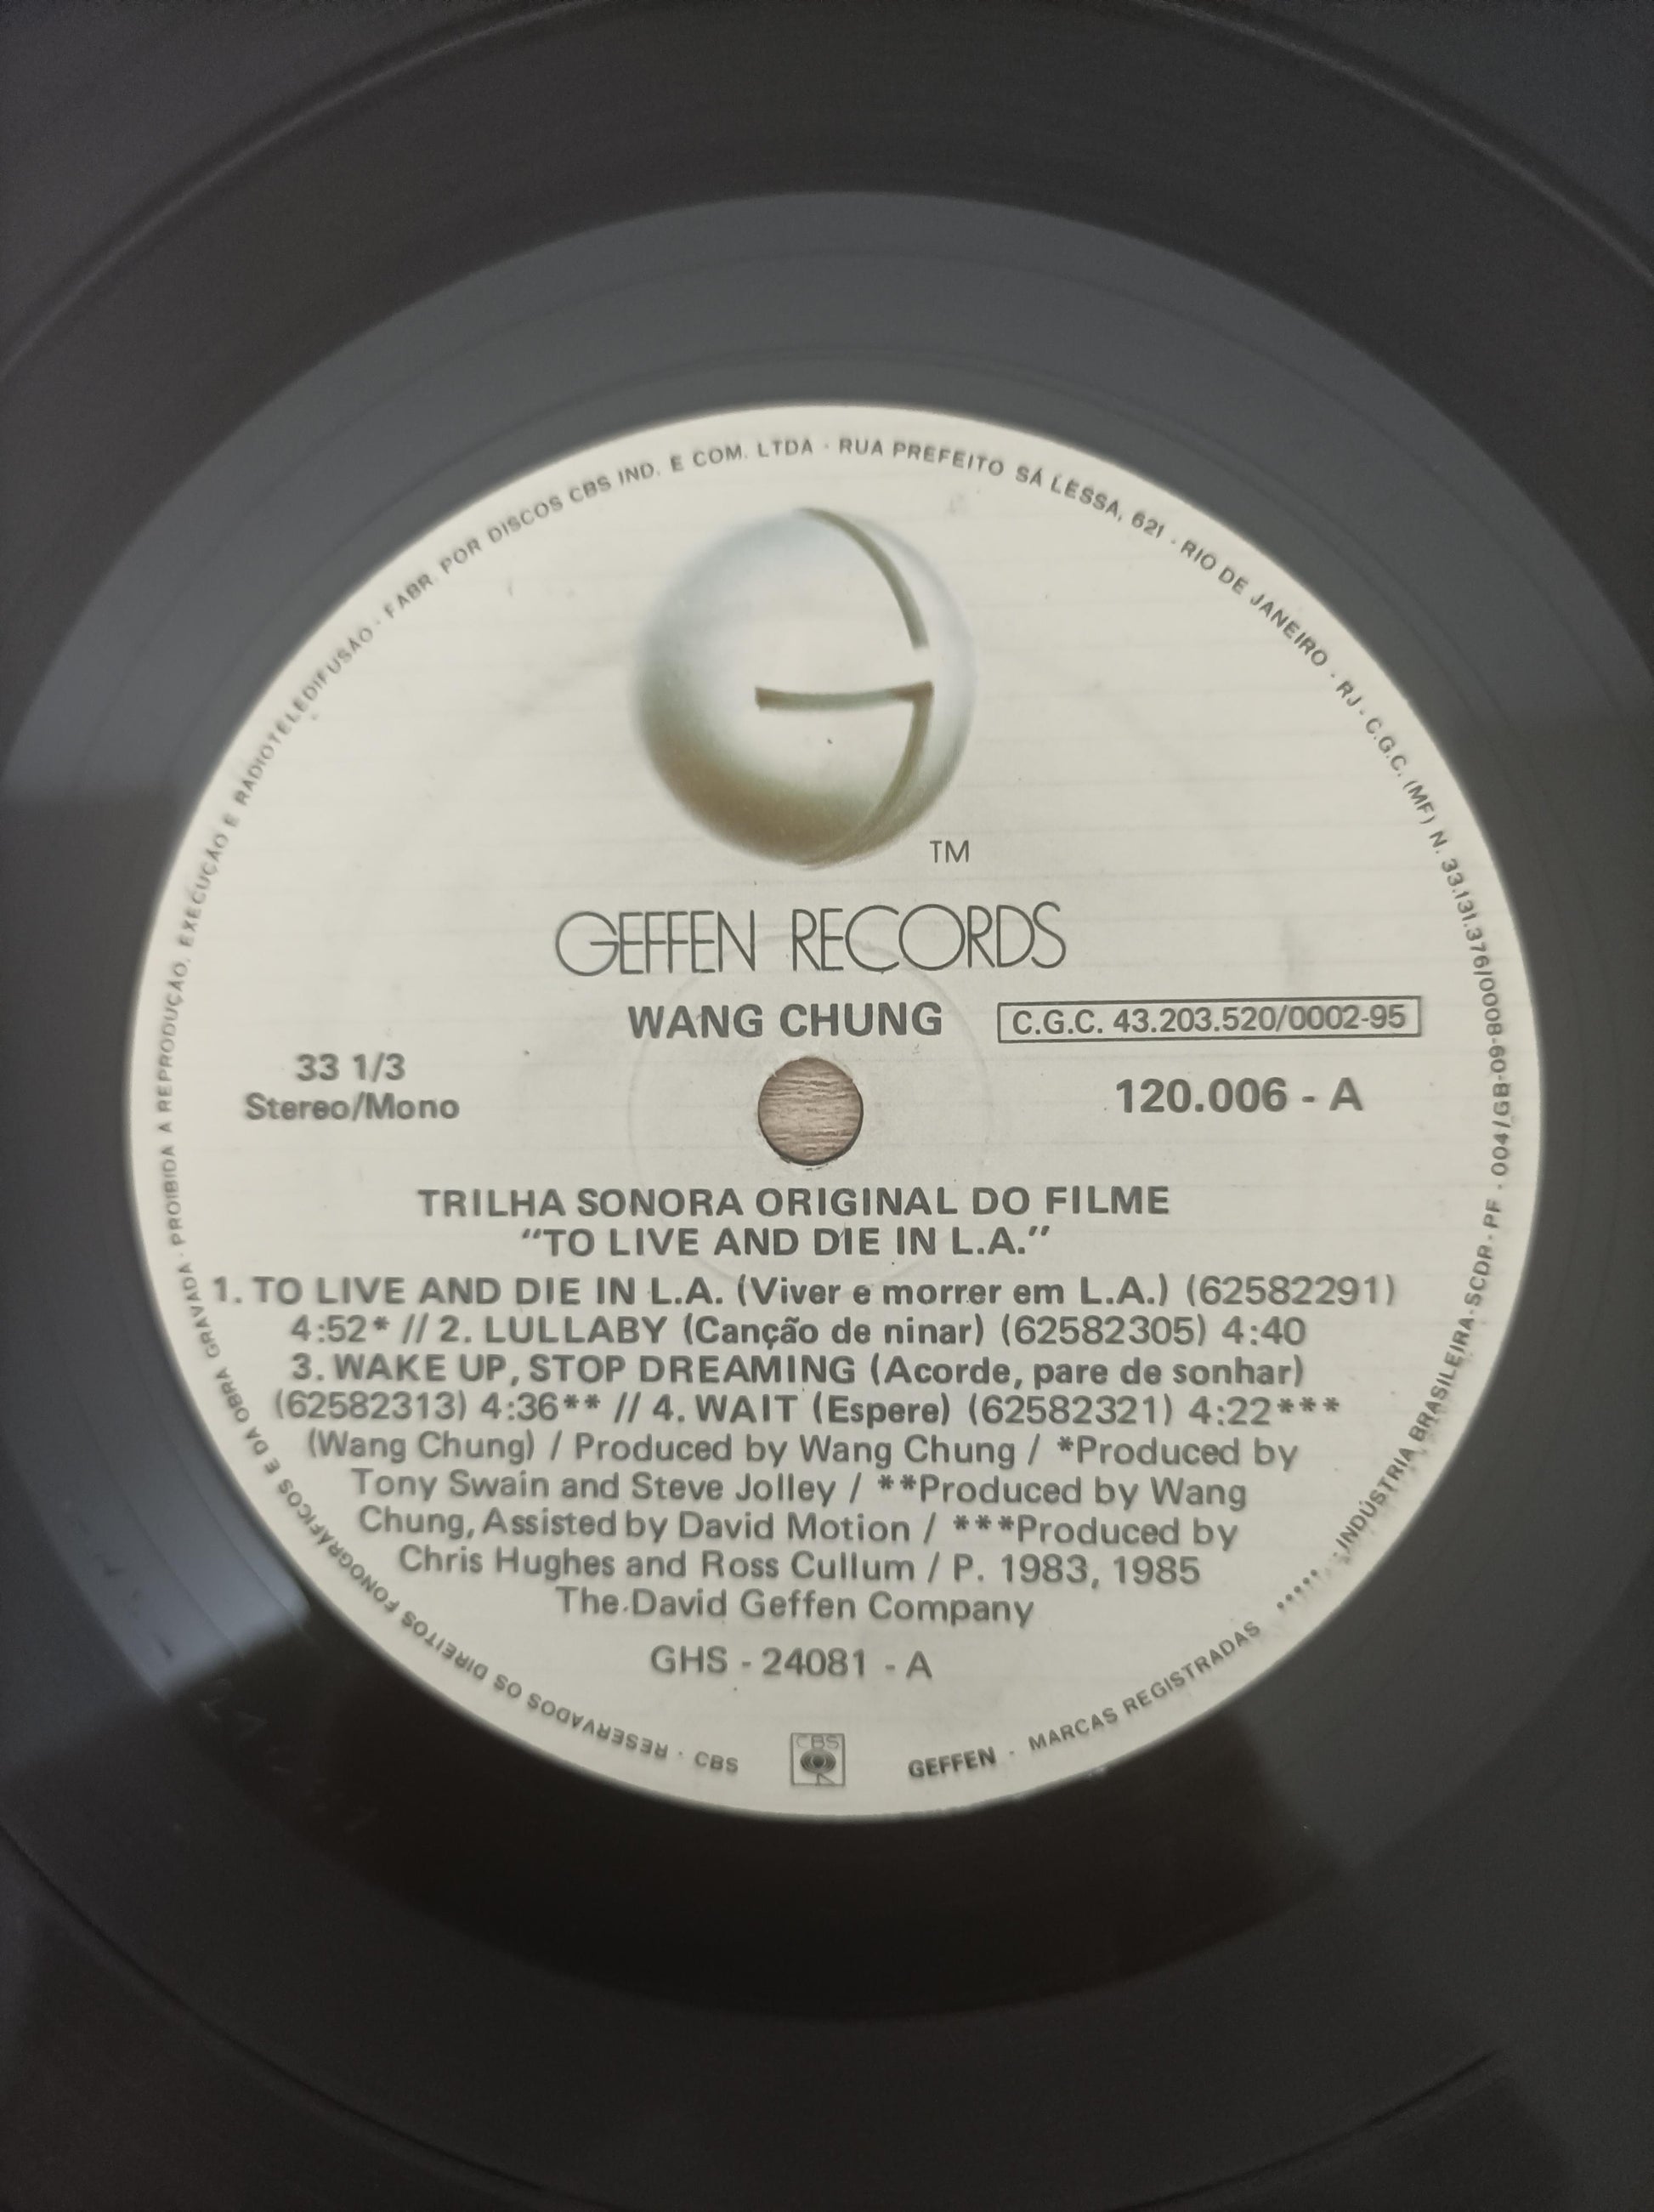 TM
GEFFEN RECORDS
WANG CHUNG
C.G.C. 43.203.520/0002-95
33 1/3
Stereo/Mono
120.006 - A
TRILHA SONORA ORIGINAL DO FILME
“TO LIVE AND DIE IN L.A.”
1. TO LIVE AND DIE IN L.A. (Viver e morrer em L.A.) (62582291)
4:52* // 2. LULLABY (Canção de ninar) (62582305) 4:40
3. WAKE UP, STOP DREAMING (Acorde, pare de sonhar)
(62582313) 4:36** // 4. WAIT (Espere) (62582321) 4:22***
(Wang Chung) / Produced by Wang Chung / *Produced by
Tony Swain and Steve Jolley / **Produced by Wang
Chung, Assisted by David Motion / ***Produced by
Chris Hughes and Ross Cullum / P. 1983, 1985
The David Geffen Company
GHS - 24081 - A
CBS
CBS · RESERVADOS OS DIREITOS FONOGRÁFICOS E DA OBRA GRAVADA · PROIBIDA A REPRODUÇÃO, EXECUÇÃO E RADIOTELEDIFUSÃO · FABR. POR DISCOS CBS IND. E COM. LTDA · RUA PREFEITO SÁ LESSA, 621 · RIO DE JANEIRO · RJ · C.G.C. (MF) N. 33.131.376/0008-60 - SCDR - PF - 004/GB - INDÚSTRIA BRASILEIRA
GEFFEN · MARCAS REGISTRADAS